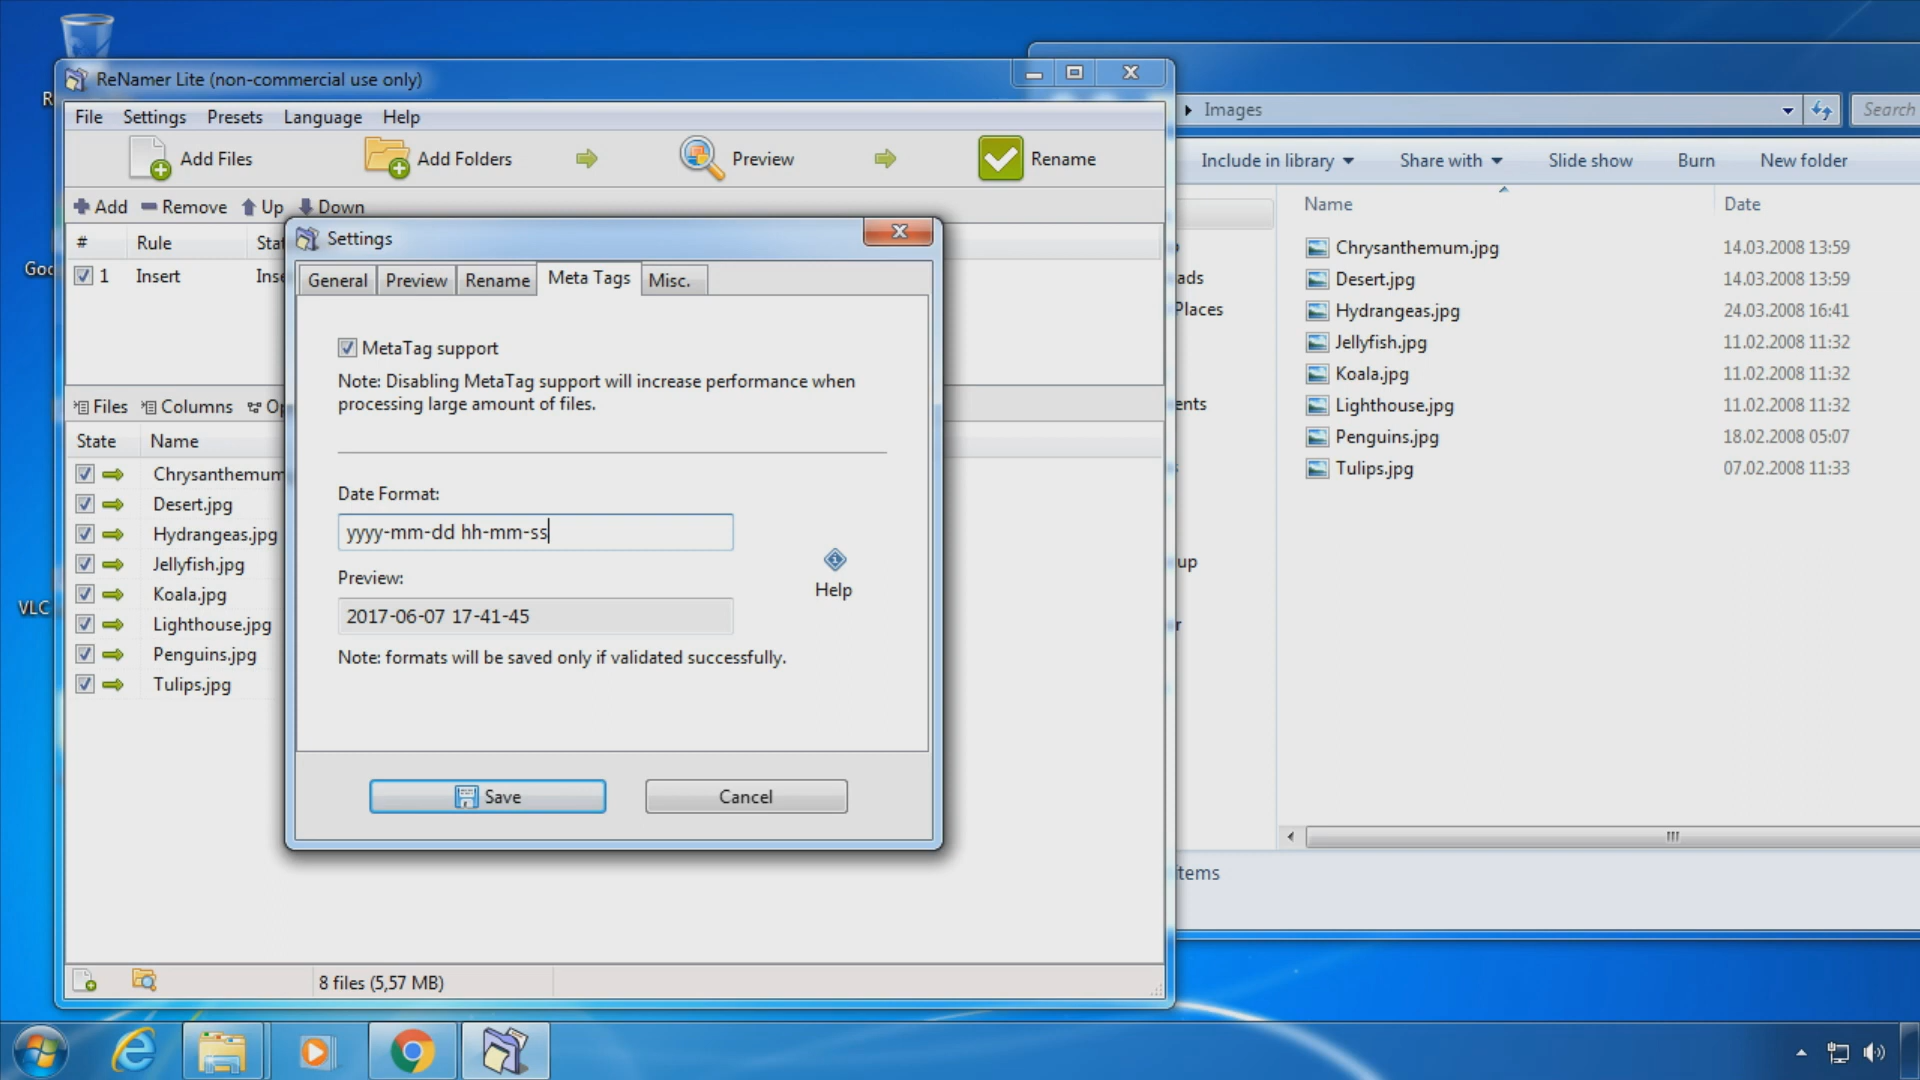 ReNamer Lite (non-commercial use only)
File Settings Presets Language Help
Add Files Add Folders Preview Rename
Add Remove Up Down
# Rule
1 Insert
Files Columns
State Name
Chrysanthemum
Desert.jpg
Hydrangeas.jpg
Jellyfish.jpg
Koala.jpg
Lighthouse.jpg
Penguins.jpg
Tulips.jpg
8 files (5,57 MB)
Settings
General Preview Rename Meta Tags Misc.
MetaTag support
Note: Disabling MetaTag support will increase performance when
processing large amount of files.
Date Format:
yyyy-mm-dd hh-mm-ss
Preview:
2017-06-07 17-41-45
Help
Note: formats will be saved only if validated successfully.
Save Cancel
Images
Search
Include in library Share with Slide show Burn New folder
Name Date
Chrysanthemum.jpg 14.03.2008 13:59
Desert.jpg 14.03.2008 13:59
Hydrangeas.jpg 24.03.2008 16:41
Jellyfish.jpg 11.02.2008 11:32
Koala.jpg 11.02.2008 11:32
Lighthouse.jpg 11.02.2008 11:32
Penguins.jpg 18.02.2008 05:07
Tulips.jpg 07.02.2008 11:33
Places
VLC